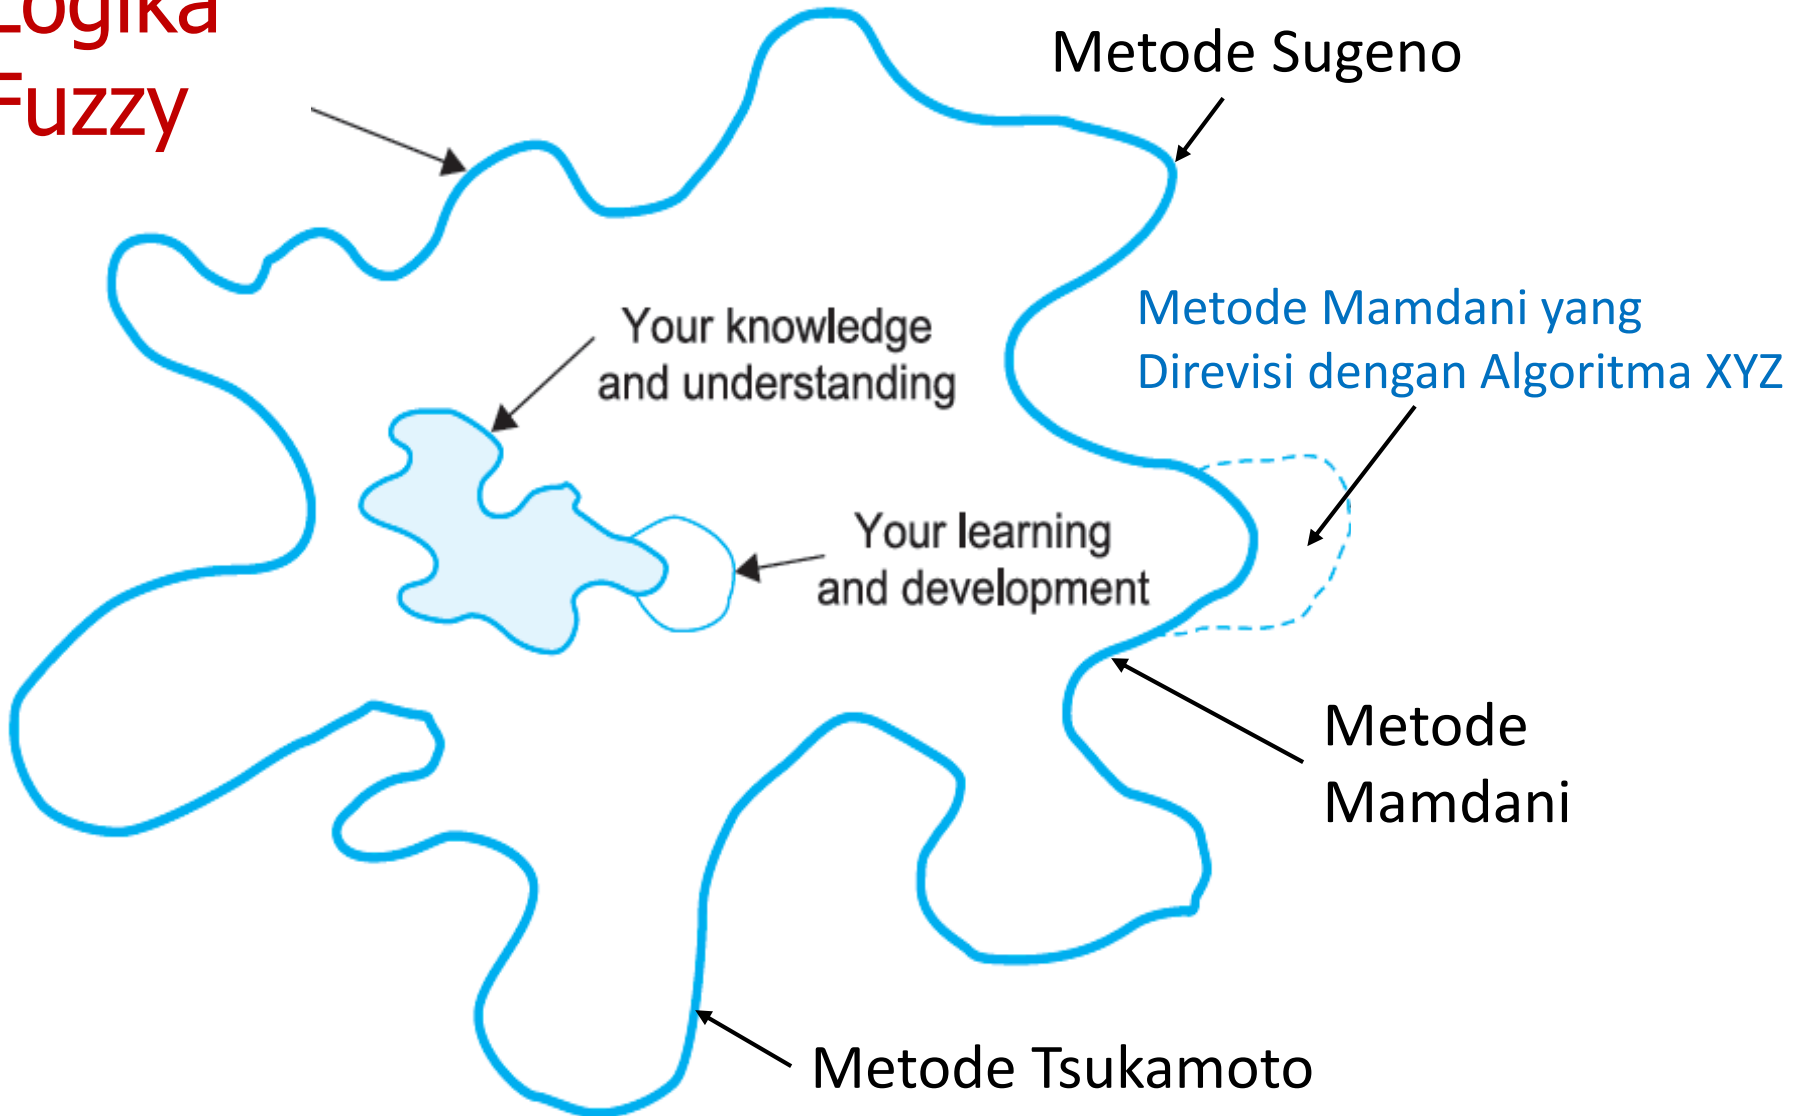 Logika
Fuzzy
Metode Sugeno
Metode Mamdani yang
Direvisi dengan Algoritma XYZ
Your knowledge
and understanding
Your learning
and development
Metode
Mamdani
Metode Tsukamoto